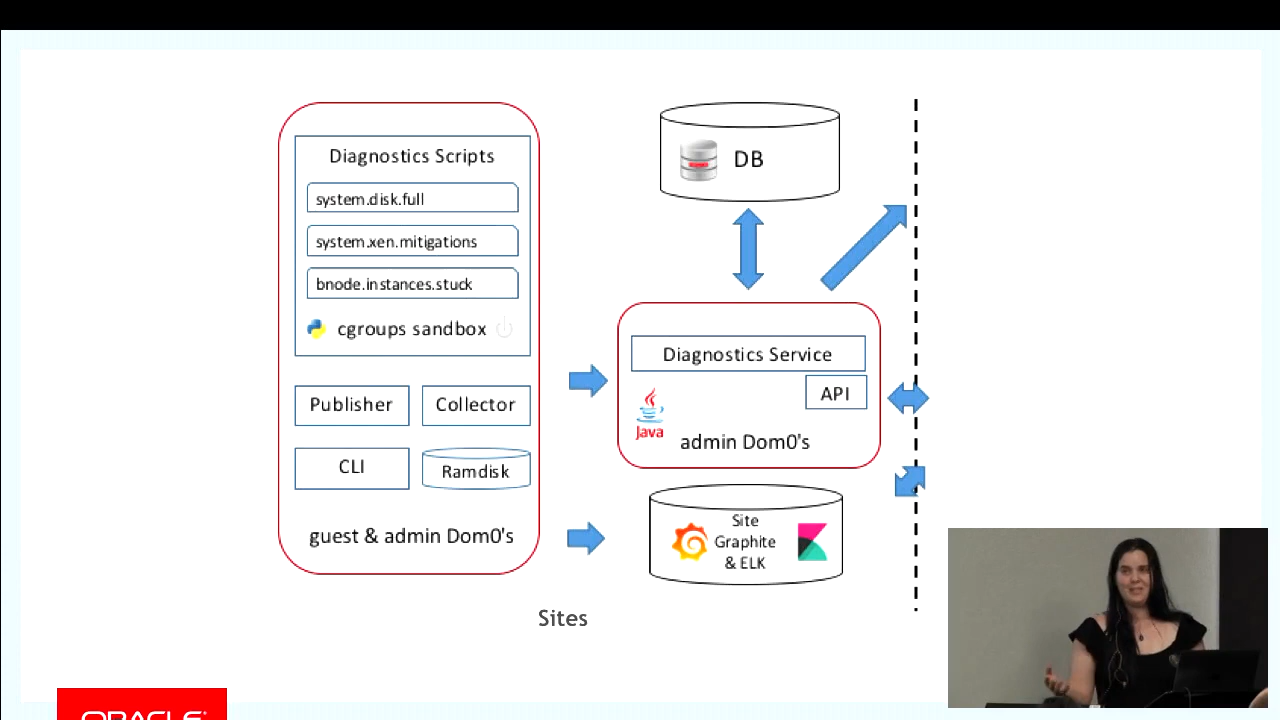 Diagnostics Scripts
system.disk.full
system.xen.mitigations
bnode.instances.stuck
cgroups sandbox
Publisher
Collector
CLI
Ramdisk
guest & admin Dom0's
DB
Diagnostics Service
API
Java
admin Dom0's
Site
Graphite
& ELK
Sites
ORACLE